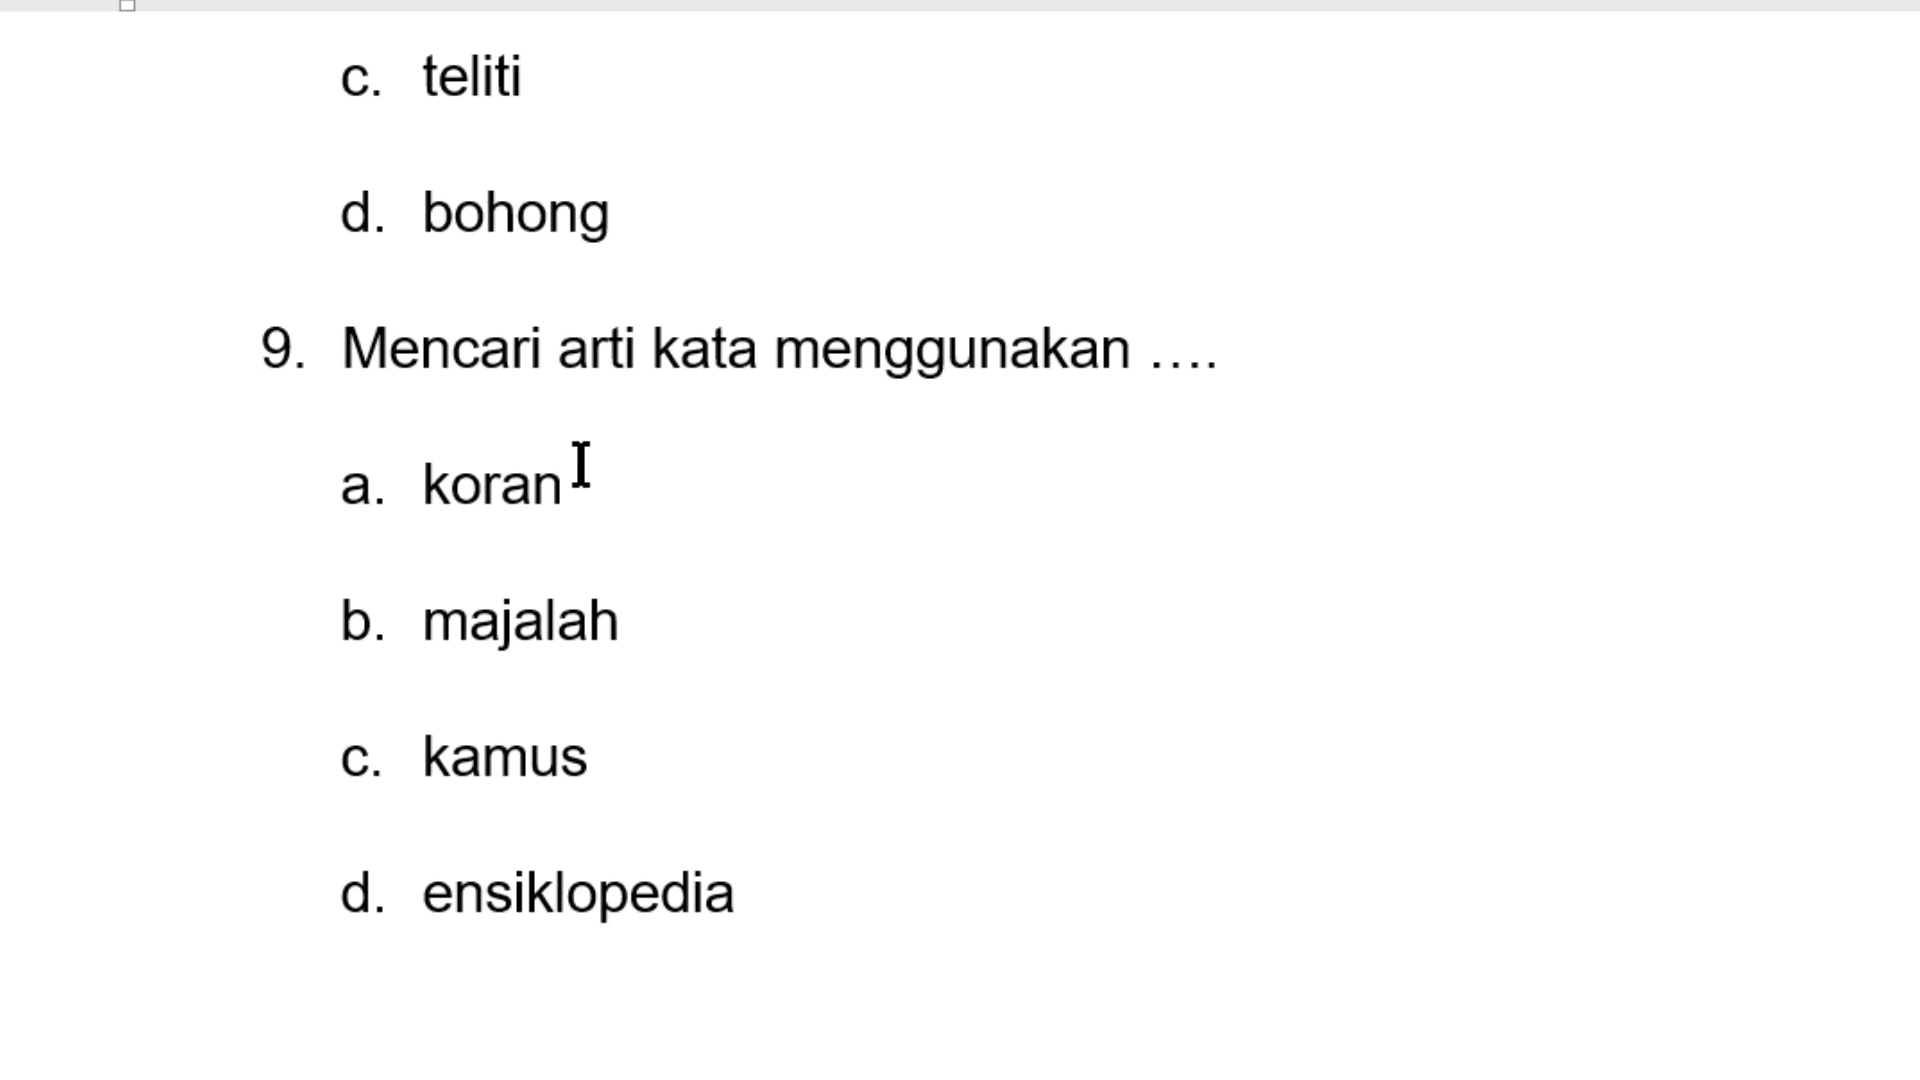 c. teliti
d. bohong
9. Mencari arti kata menggunakan ….
a. koran
b. majalah
c. kamus
d. ensiklopedia